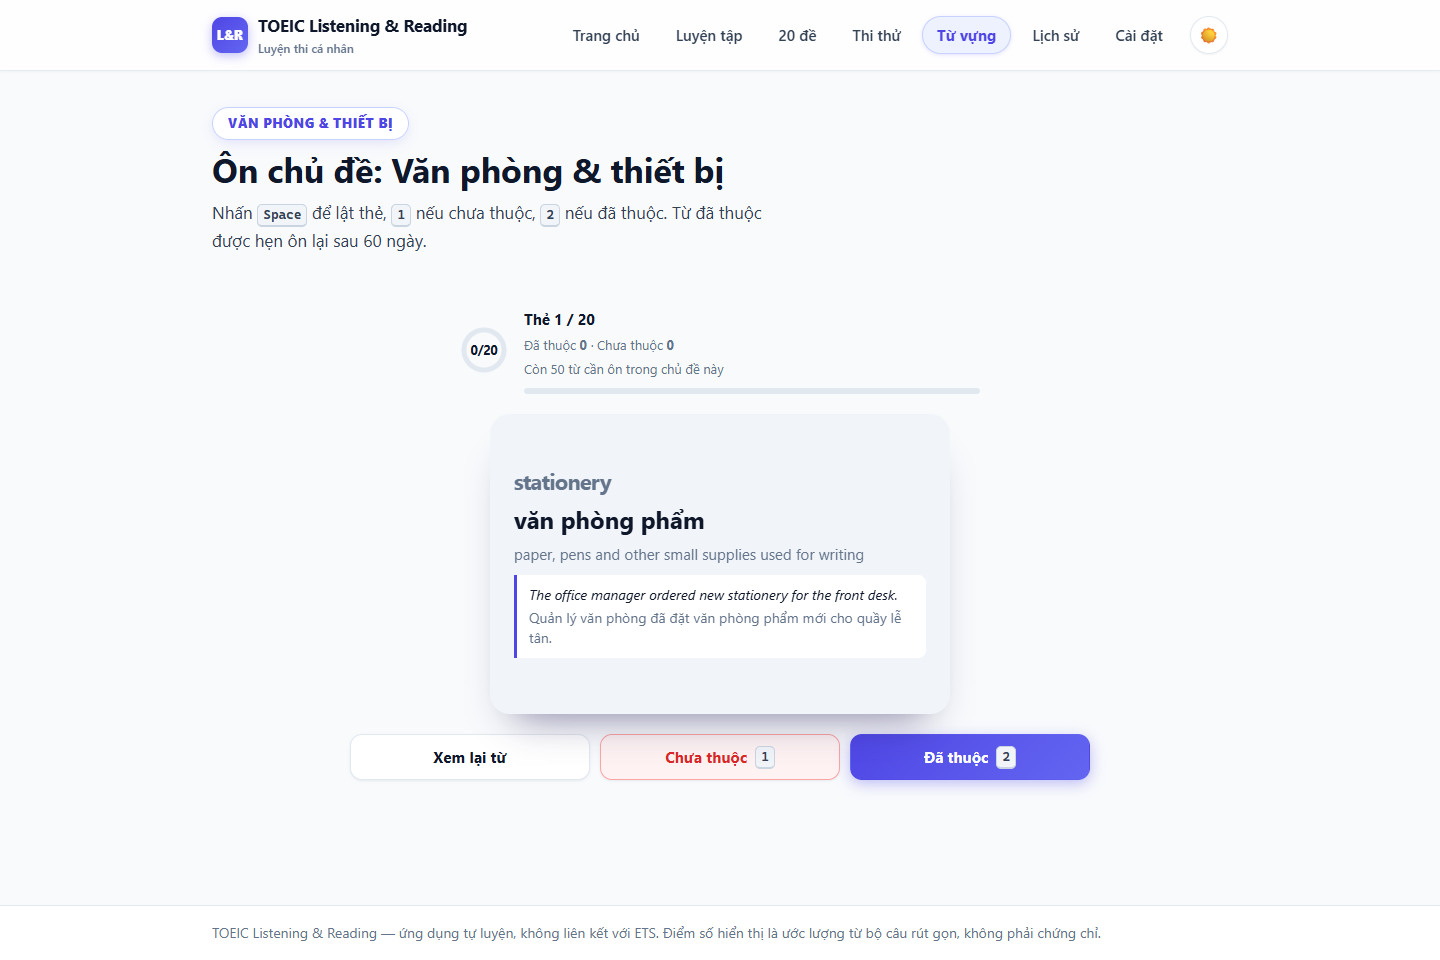 L&R
TOEIC Listening & Reading
Luyện thi cá nhân
Trang chủ
Luyện tập
20 đề
Thi thử
Từ vựng
Lịch sử
Cài đặt
VĂN PHÒNG & THIẾT BỊ
Ôn chủ đề: Văn phòng & thiết bị
Nhấn Space để lật thẻ, 1 nếu chưa thuộc, 2 nếu đã thuộc. Từ đã thuộc
được hẹn ôn lại sau 60 ngày.
0/20
Thẻ 1 / 20
Đã thuộc 0 · Chưa thuộc 0
Còn 50 từ cần ôn trong chủ đề này
stationery
văn phòng phẩm
paper, pens and other small supplies used for writing
The office manager ordered new stationery for the front desk.
Quản lý văn phòng đã đặt văn phòng phẩm mới cho quầy lễ
tân.
Xem lại từ
Chưa thuộc 1
Đã thuộc 2
TOEIC Listening & Reading — ứng dụng tự luyện, không liên kết với ETS. Điểm số hiển thị là ước lượng từ bộ câu rút gọn, không phải chứng chỉ.